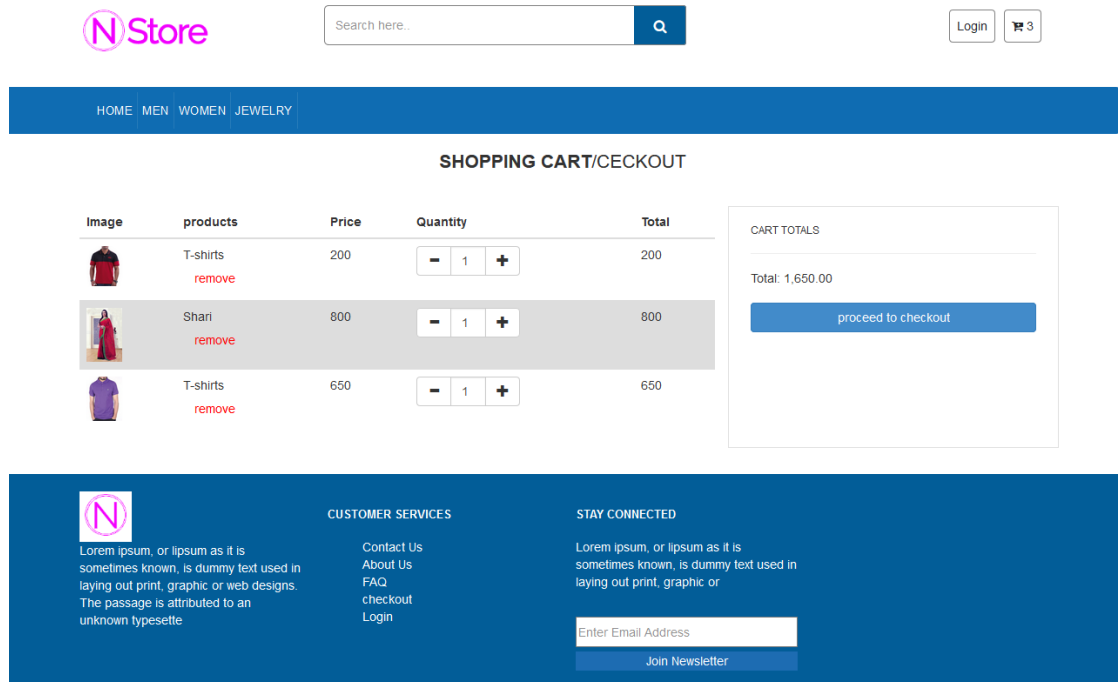 N Store
Search here..
Login
3
HOME MEN WOMEN JEWELRY
SHOPPING CART/CECKOUT
Image products Price Quantity Total
T-shirts 200 1 200
remove
Shari 800 1 800
remove
T-shirts 650 1 650
remove
CART TOTALS
Total: 1,650.00
proceed to checkout
N
Lorem ipsum, or lipsum as it is
sometimes known, is dummy text used in
laying out print, graphic or web designs.
The passage is attributed to an
unknown typesette
CUSTOMER SERVICES
Contact Us
About Us
FAQ
checkout
Login
STAY CONNECTED
Lorem ipsum, or lipsum as it is
sometimes known, is dummy text used in
laying out print, graphic or
Enter Email Address
Join Newsletter